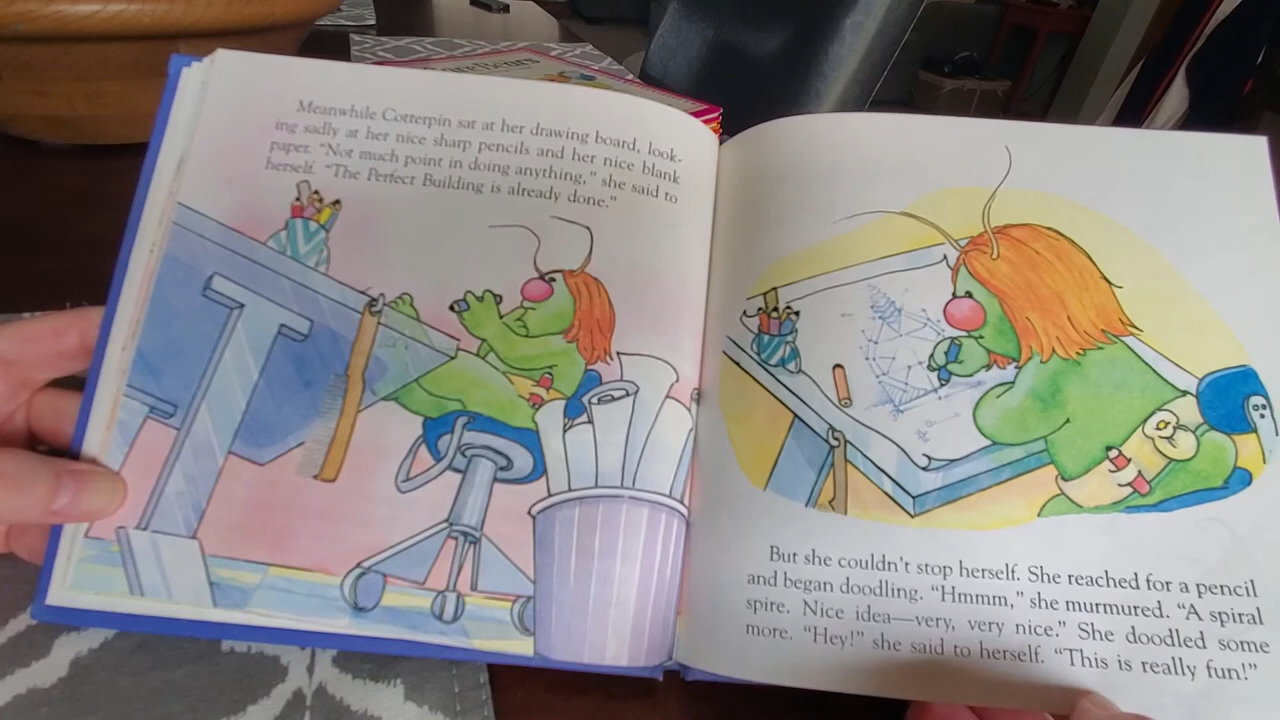 Bears
Meanwhile Cotterpin sat at her drawing board, look-
ing sadly at her nice sharp pencils and her nice blank
paper. "Not much point in doing anything," she said to
herself. "The Perfect Building is already done."
But she couldn't stop herself. She reached for a pencil
and began doodling. "Hmmm," she murmured. "A spiral
spire. Nice idea—very, very nice." She doodled some
more. "Hey!" she said to herself. "This is really fun!"